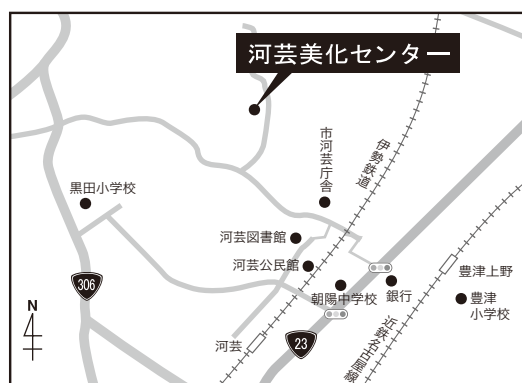 河芸美化センター
市河芸庁舎
伊勢鉄道
黒田小学校
河芸図書館
河芸公民館
豊津上野
306
朝陽中学校
銀行
豊津
小学校
N
河芸
23
近鉄名古屋線